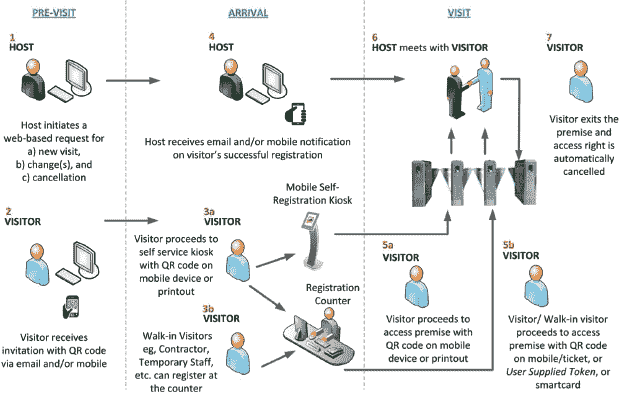 PRE-VISIT
ARRIVAL
VISIT
1
HOST
Host initiates a
web-based request for
a) new visit,
b) change(s), and
c) cancellation
4
HOST
Host receives email and/or mobile notification
on visitor's successful registration
6
HOST meets with VISITOR
7
VISITOR
Visitor exits the
premise and
access right is
automatically
cancelled
2
VISITOR
Visitor receives
invitation with QR code
via email and/or mobile
3a
VISITOR
Visitor proceeds to
self service kiosk
with QR code on
mobile device or
printout
Mobile Self-
Registration Kiosk
3b
VISITOR
Walk-in Visitors
eg, Contractor,
Temporary Staff,
etc. can register at
the counter
Registration
Counter
5a
VISITOR
Visitor proceeds to
access premise with
QR code on mobile
device or printout
5b
VISITOR
Visitor/ Walk-in visitor
proceeds to access
premise with QR code
on mobile/ticket, or
User Supplied Token, or
smartcard